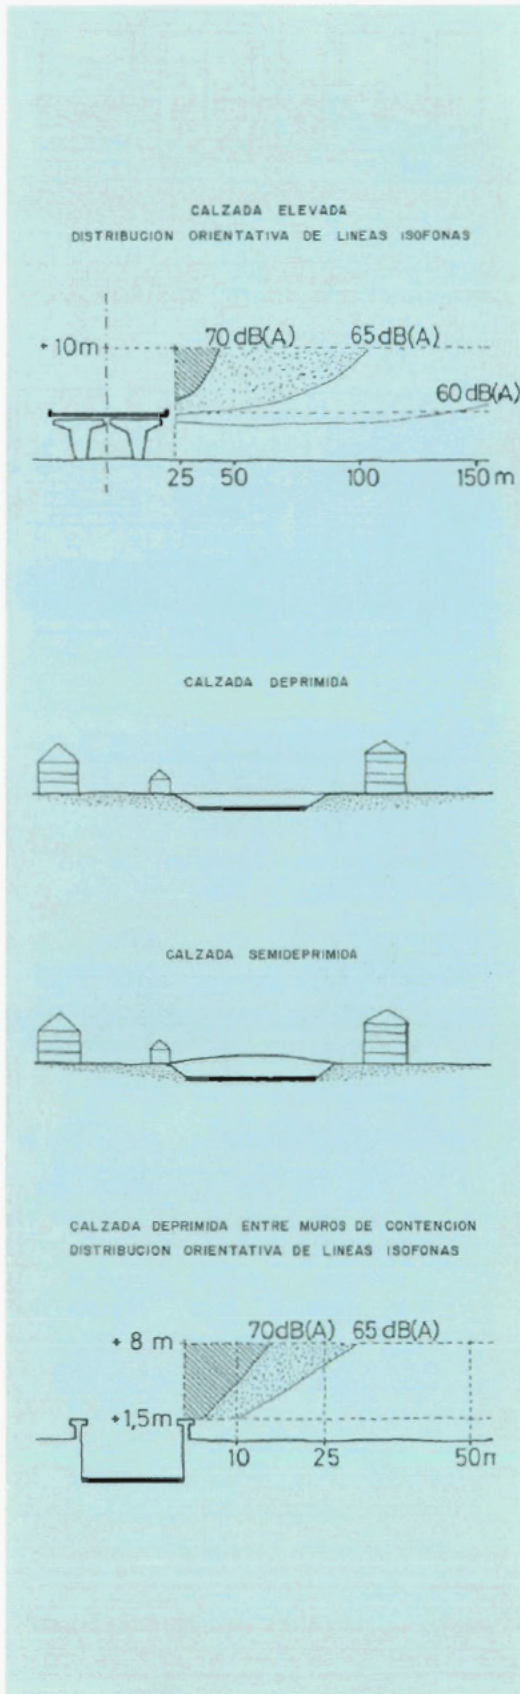 CALZADA ELEVADA
DISTRIBUCION ORIENTATIVA DE LINEAS ISOFONAS
+ 10m 70 dB(A) 65 dB(A)
60 dB(A)
25 50 100 150 m
CALZADA DEPRIMIDA
CALZADA SEMIDEPRIMIDA
CALZADA DEPRIMIDA ENTRE MUROS DE CONTENCION
DISTRIBUCION ORIENTATIVA DE LINEAS ISOFONAS
+ 8 m 70dB(A) 65 dB(A)
+1,5m
10 25 50